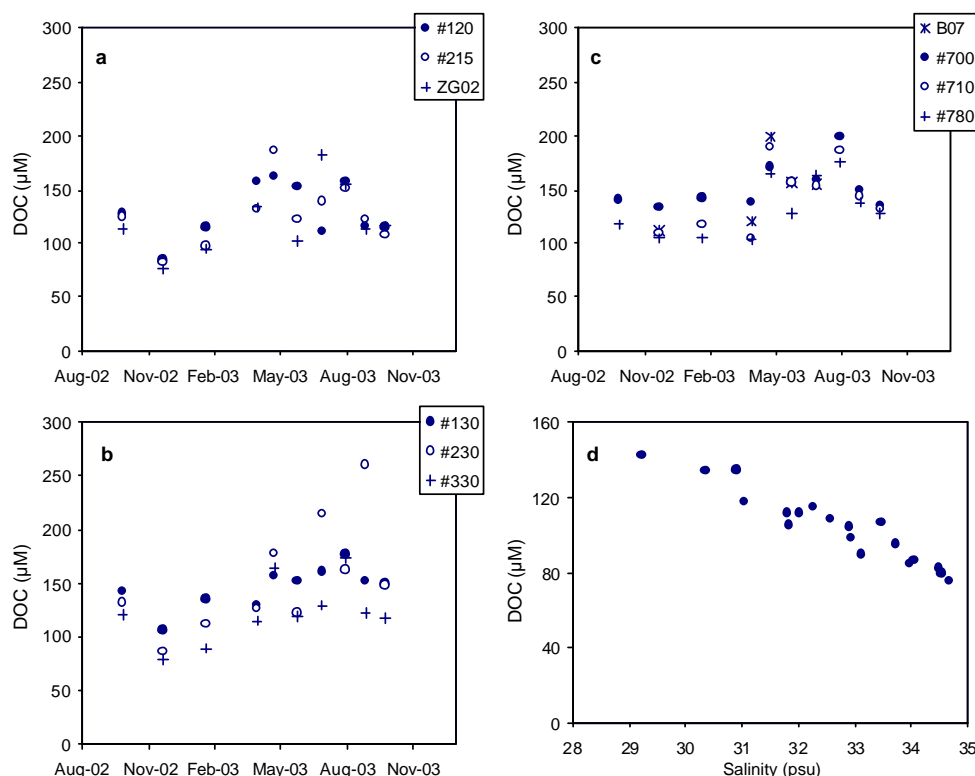 300
250
200
150
100
50
0
DOC (µM)
a
#120
#215
ZG02
Aug-02 Nov-02 Feb-03 May-03 Aug-03 Nov-03
300
250
200
150
100
50
0
DOC (µM)
c
B07
#700
#710
#780
Aug-02 Nov-02 Feb-03 May-03 Aug-03 Nov-03
300
250
200
150
100
50
0
DOC (µM)
b
#130
#230
#330
Aug-02 Nov-02 Feb-03 May-03 Aug-03 Nov-03
160
120
80
40
0
DOC (µM)
d
28 29 30 31 32 33 34 35
Salinity (psu)